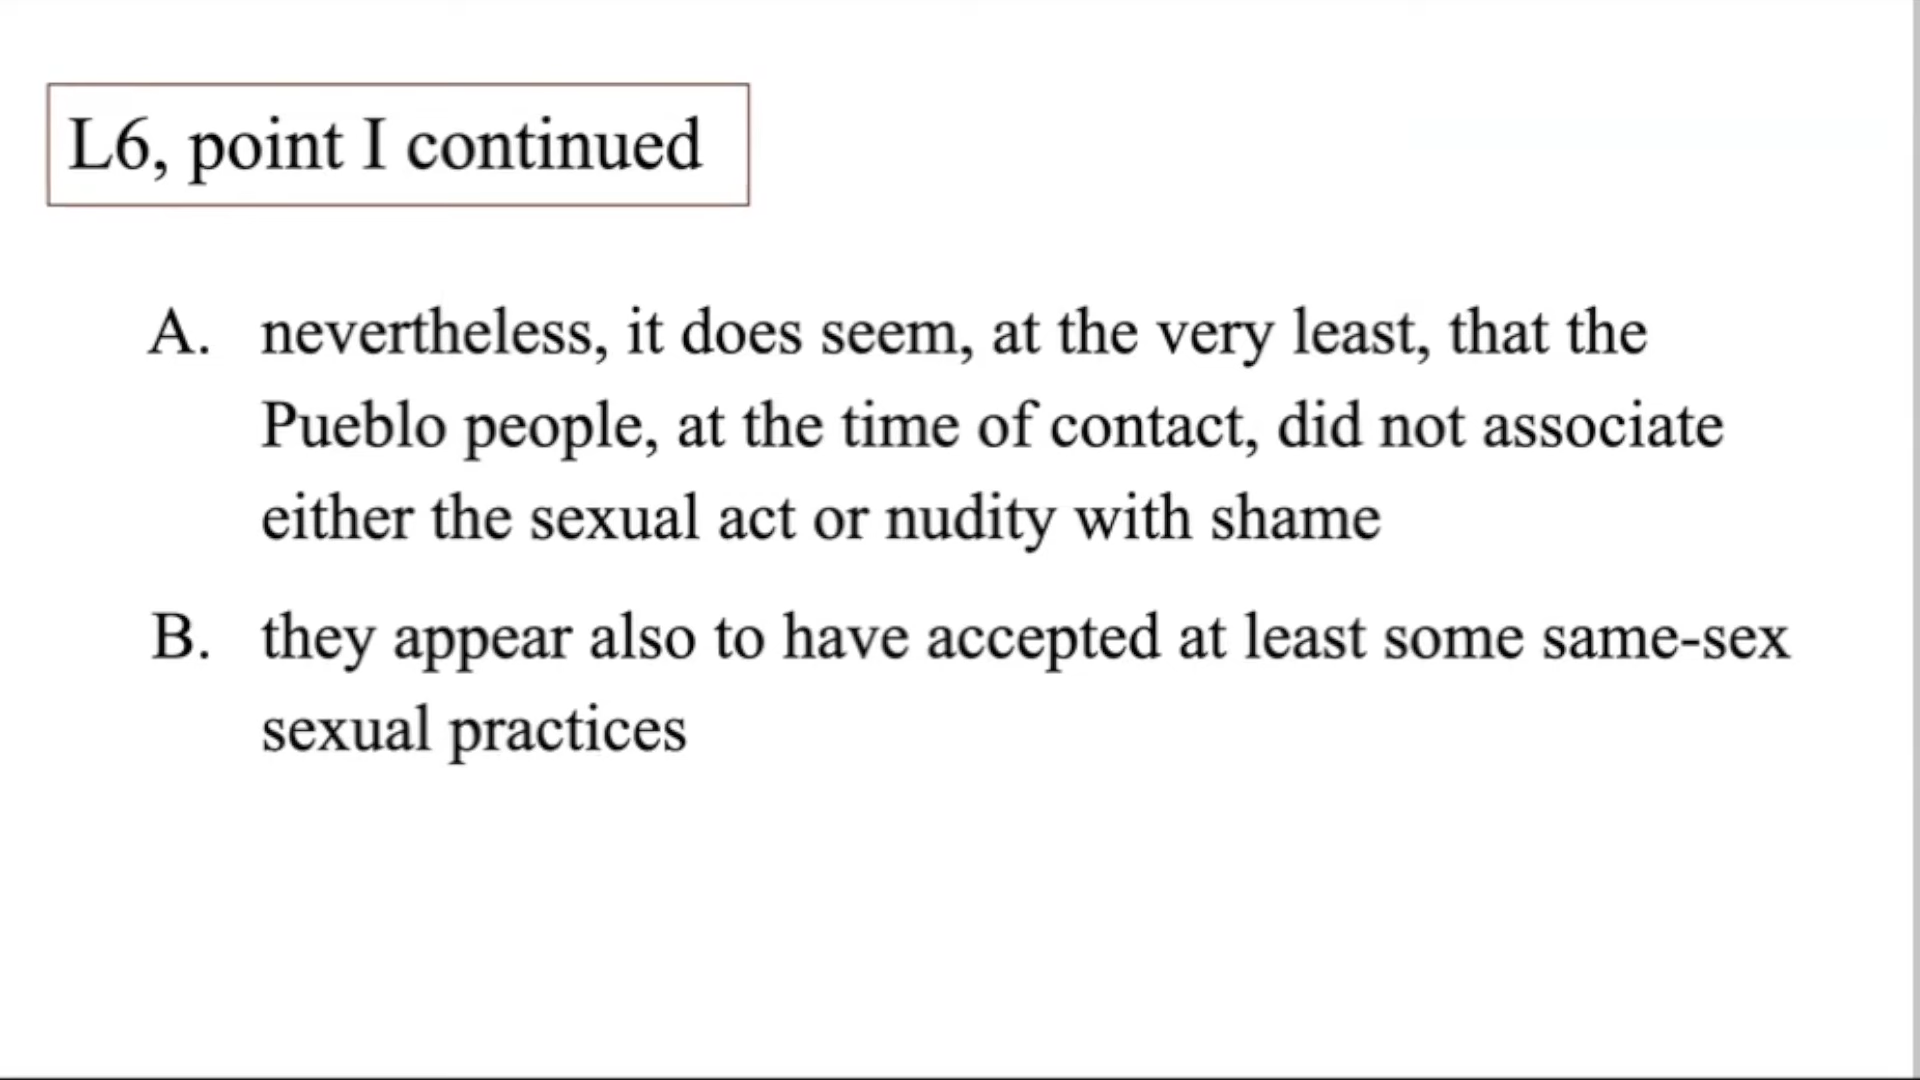 L6, point I continued
A. nevertheless, it does seem, at the very least, that the
Pueblo people, at the time of contact, did not associate
either the sexual act or nudity with shame
B. they appear also to have accepted at least some same-sex
sexual practices